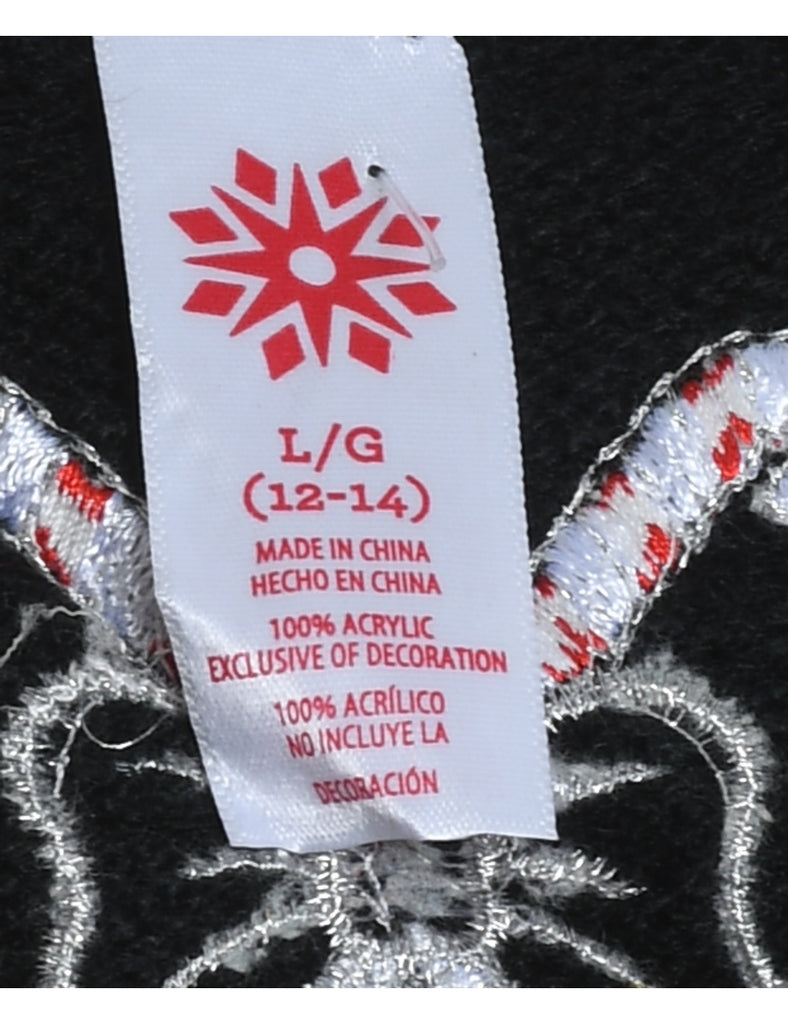 L/G
(12-14)
MADE IN CHINA
HECHO EN CHINA
100% ACRYLIC
EXCLUSIVE OF DECORATION
100% ACRÍLICO
NO INCLUYE LA
DECORACIÓN